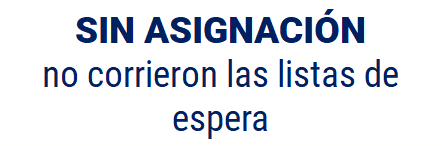 SIN ASIGNACIÓN
no corrieron las listas de
espera